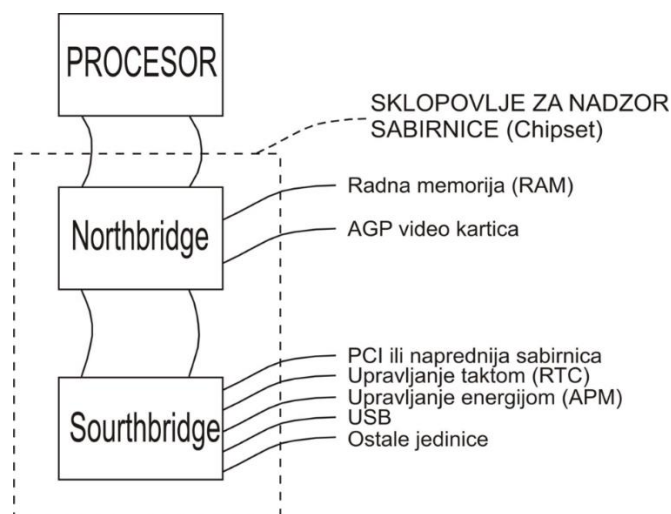 PROCESOR
SKLOPOVLJE ZA NADZOR
SABIRNICE (Chipset)
Northbridge
Radna memorija (RAM)
AGP video kartica
Sourthbridge
PCI ili naprednija sabirnica
Upravljanje taktom (RTC)
Upravljanje energijom (APM)
USB
Ostale jedinice